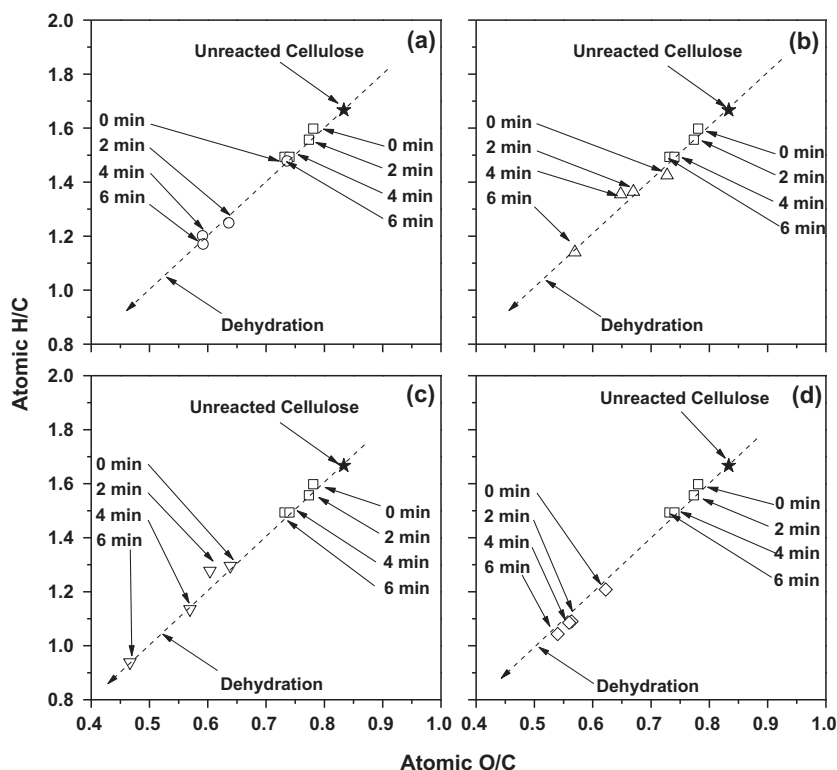 2.0
1.8
1.6
1.4
1.2
1.0
0.8
(a)
Unreacted Cellulose
0 min
2 min
4 min
6 min
0 min
2 min
4 min
6 min
Dehydration
(b)
Unreacted Cellulose
0 min
2 min
4 min
6 min
0 min
2 min
4 min
6 min
Dehydration
2.0
1.8
1.6
1.4
1.2
1.0
0.8
(c)
Unreacted Cellulose
0 min
2 min
4 min
6 min
0 min
2 min
4 min
6 min
Dehydration
(d)
Unreacted Cellulose
0 min
2 min
4 min
6 min
0 min
2 min
4 min
6 min
Dehydration
0.4 0.5 0.6 0.7 0.8 0.9 1.0
0.4 0.5 0.6 0.7 0.8 0.9 1.0
Atomic H/C
Atomic O/C